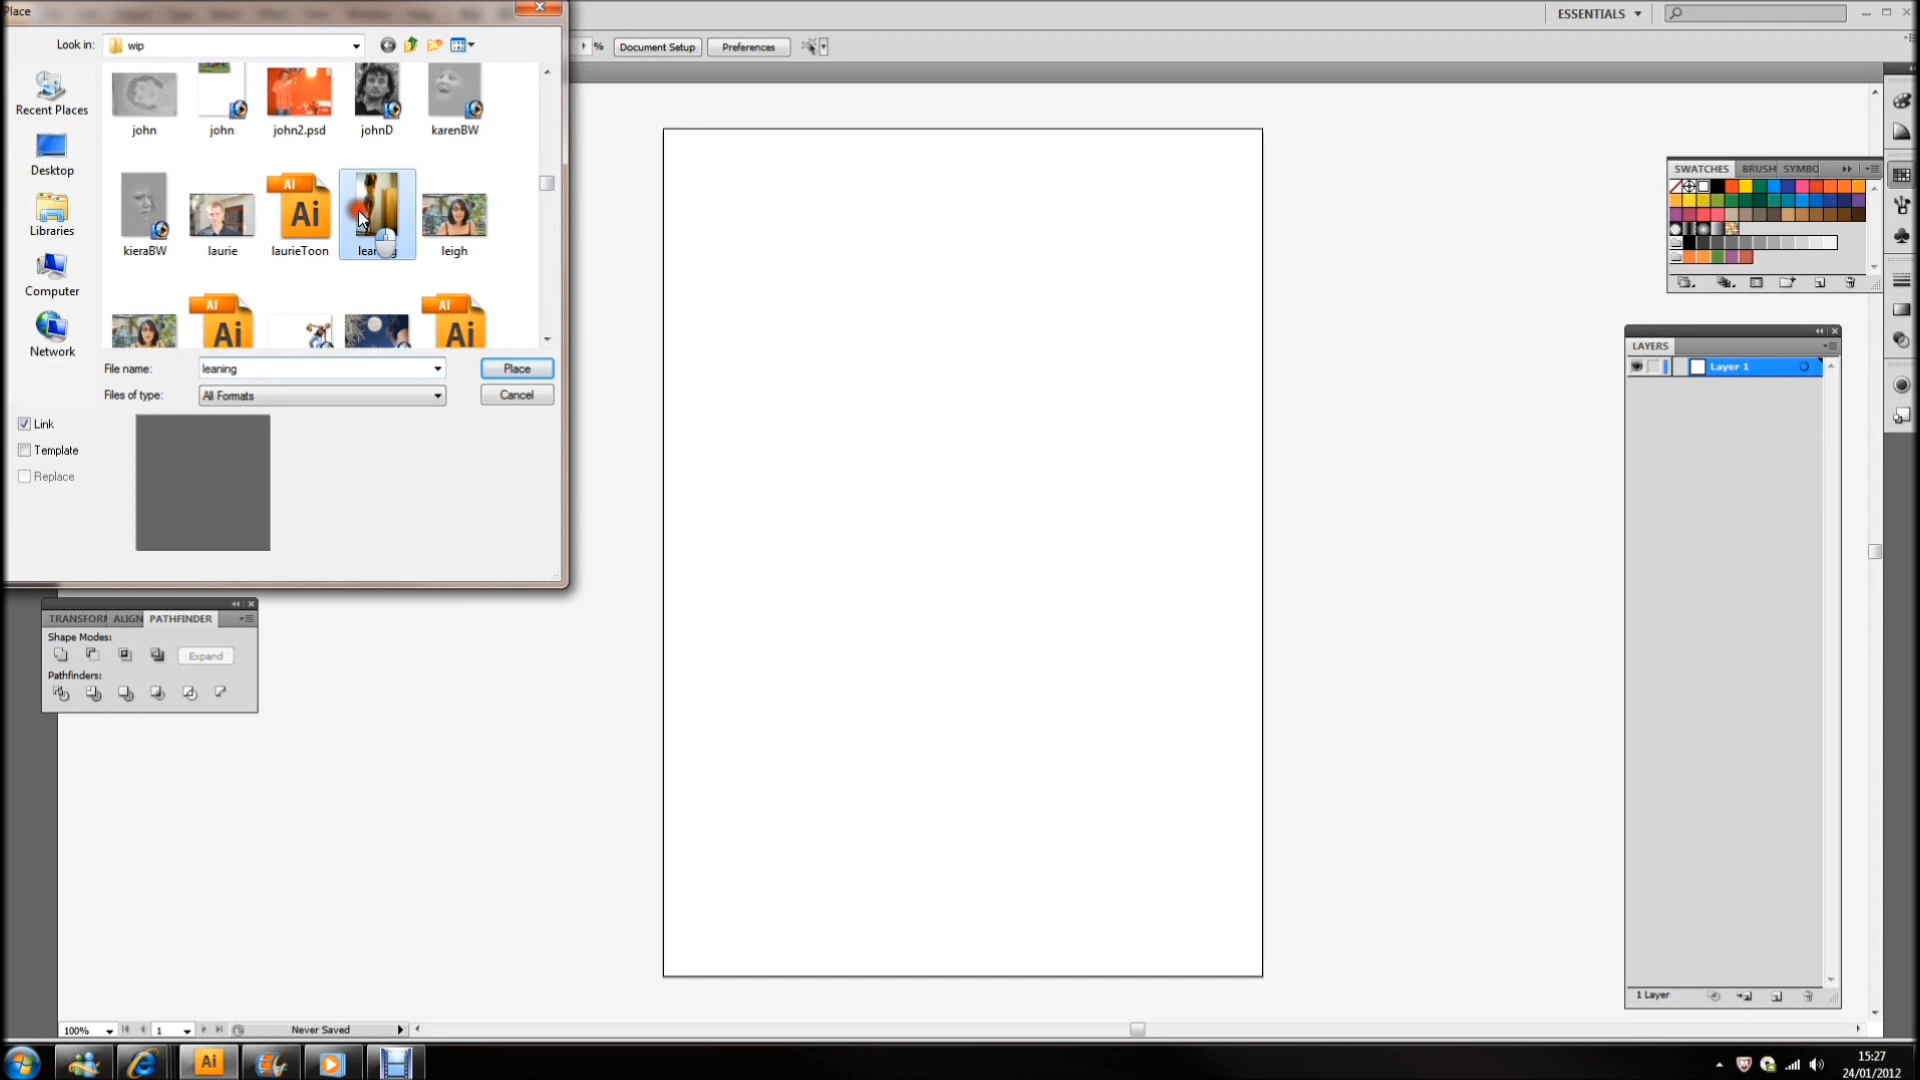 Place
ESSENTIALS
Look in:
wip
%
Document Setup
Preferences
Recent Places
Desktop
Libraries
Computer
Network
john
john
john2.psd
johnD
karenBW
kieraBW
laurie
Ai
Ai
laurieToon
leigh
Ai
Ai
Ai
Ai
File name:
leaning
Place
Files of type:
All Formats
Cancel
Link
Template
Replace
SWATCHES
BRUSH
SYMBO
LAYERS
Layer 1
1 Layer
TRANSFORM
ALIGN
PATHFINDER
Shape Modes:
Expand
Pathfinders:
100%
1
Never Saved
Ai
15:27
24/01/2012